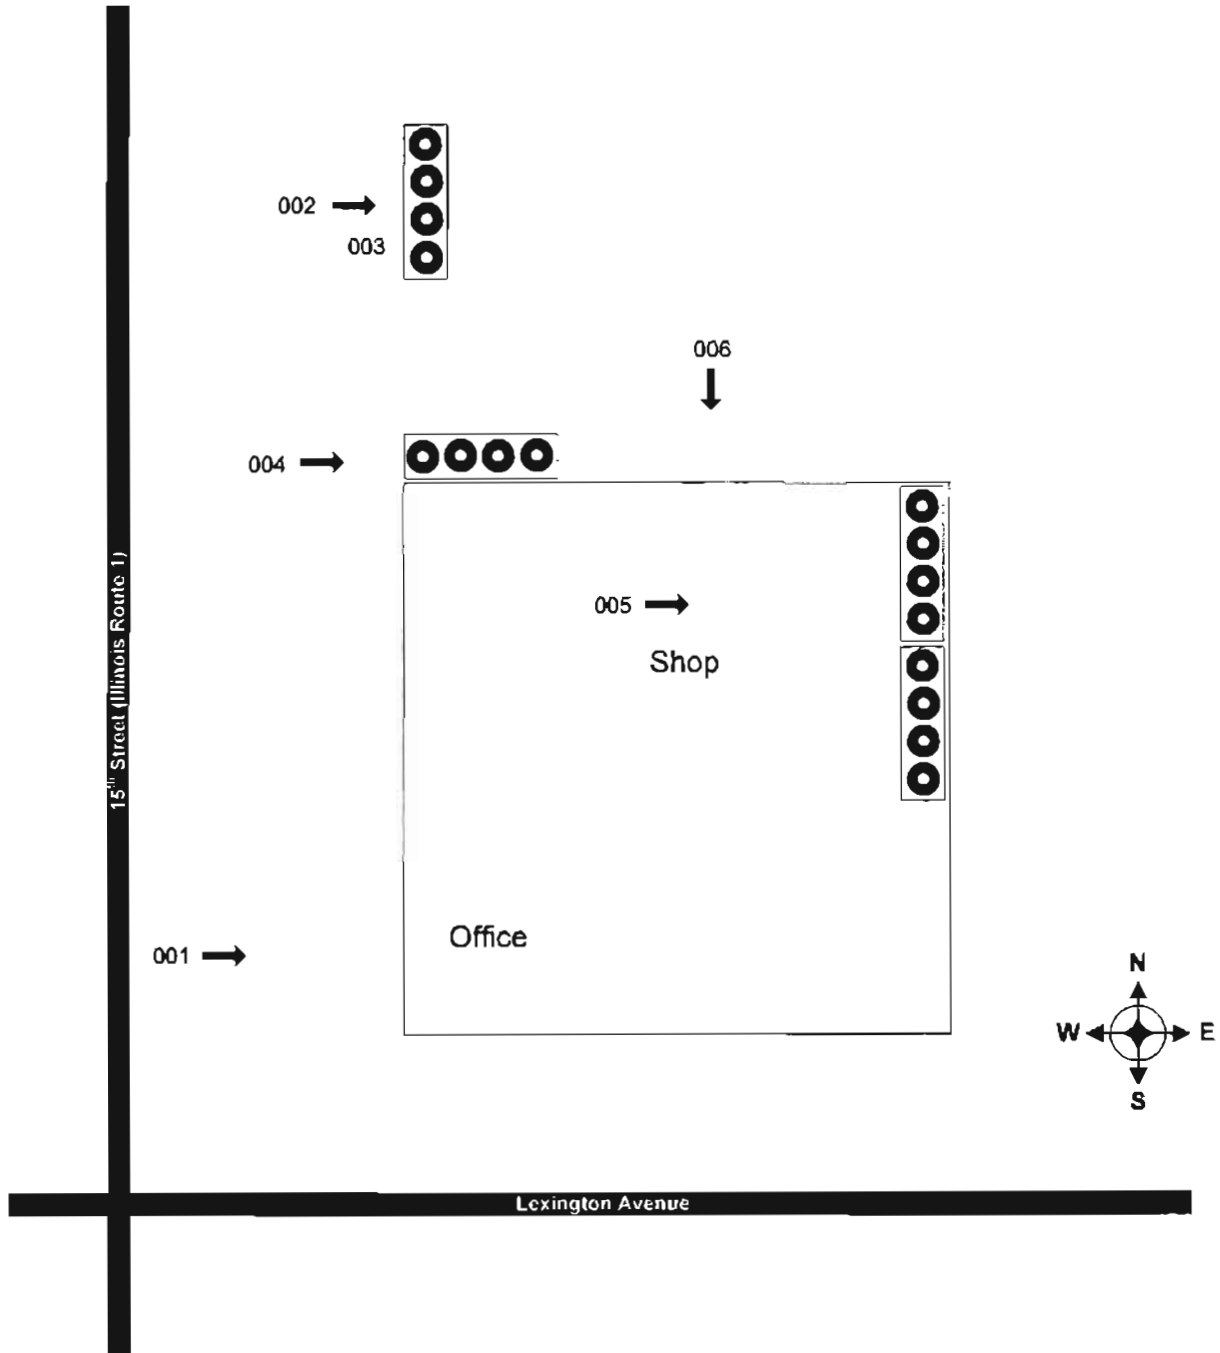 002
003
006
004
005
Shop
15th Street (Illinois Route 1)
Office
001
N
W E
S
Lexington Avenue